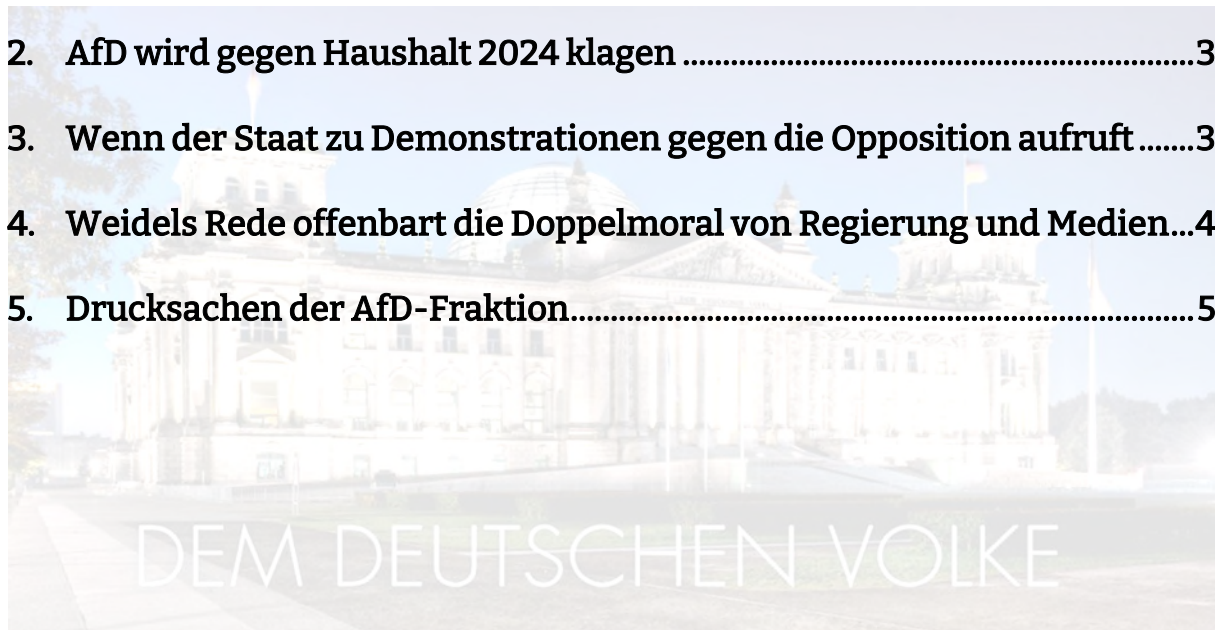 2. AfD wird gegen Haushalt 2024 klagen ................................................................3
3. Wenn der Staat zu Demonstrationen gegen die Opposition aufruft .......3
4. Weidels Rede offenbart die Doppelmoral von Regierung und Medien...4
5. Drucksachen der AfD-Fraktion.............................................................................5
DEM DEUTSCHEN VOLKE